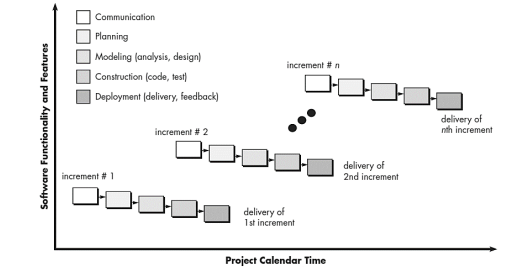 Communication
Planning
Modeling (analysis, design)
Construction (code, test)
Deployment (delivery, feedback)
increment # n
delivery of
nth increment
increment # 2
delivery of
2nd increment
increment # 1
delivery of
1st increment
Software Functionality and Features
Project Calendar Time